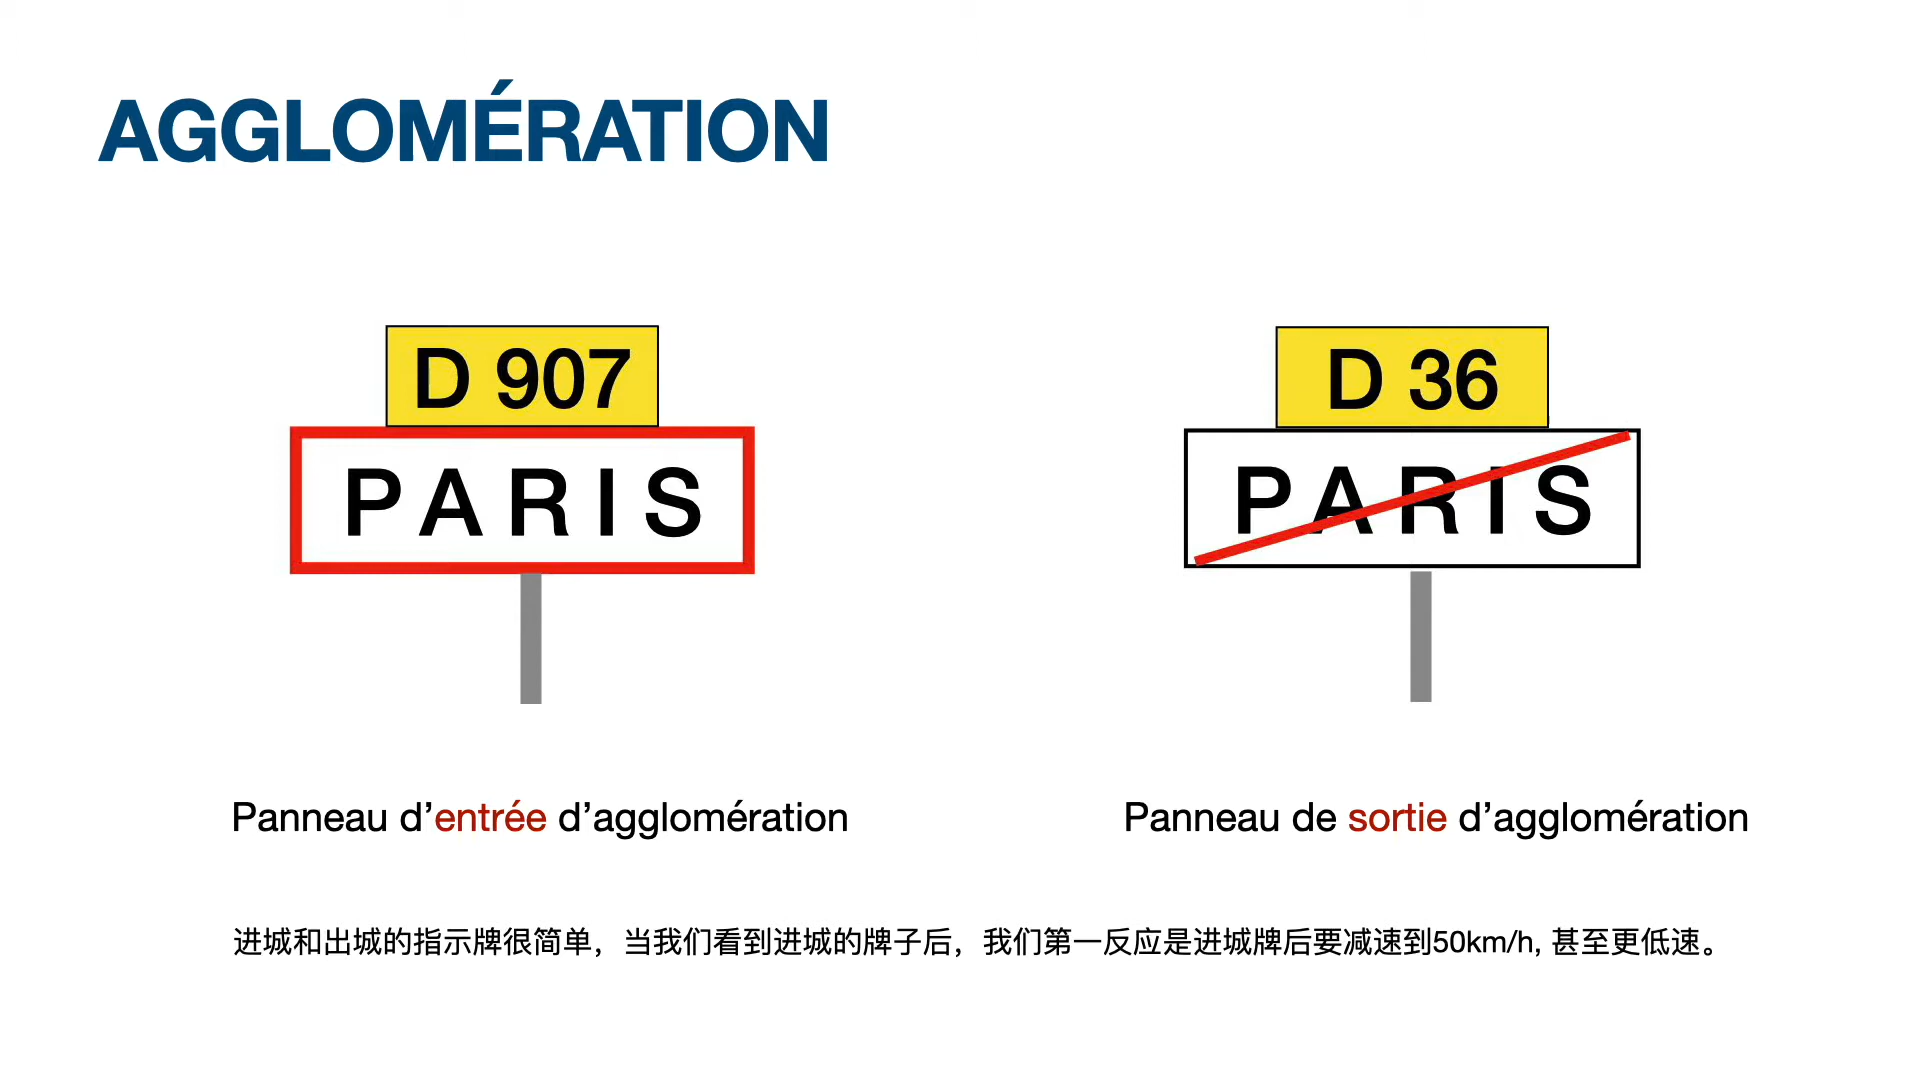 AGGLOMÉRATION
D 907
PARIS
D 36
PARIS
Panneau d’entrée d’agglomération
Panneau de sortie d’agglomération
进城和出城的指示牌很简单，当我们看到进城的牌子后，我们第一反应是进城牌后要减速到50km/h, 甚至更低速。